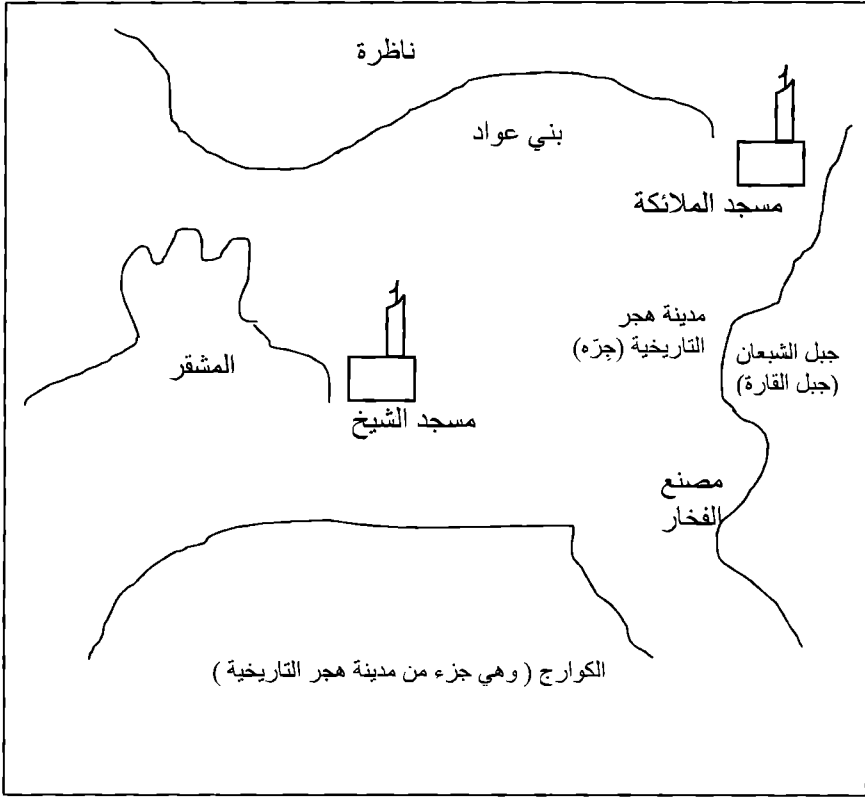 ناظرة
بني عواد
مسجد الملائكة
مدينة هجر
التاريخية (جِرّه)
جبل الشبعان
(جبل القارة)
المشقر
مسجد الشيخ
مصنع
الفخار
الكوارج ( وهي جزء من مدينة هجر التاريخية )